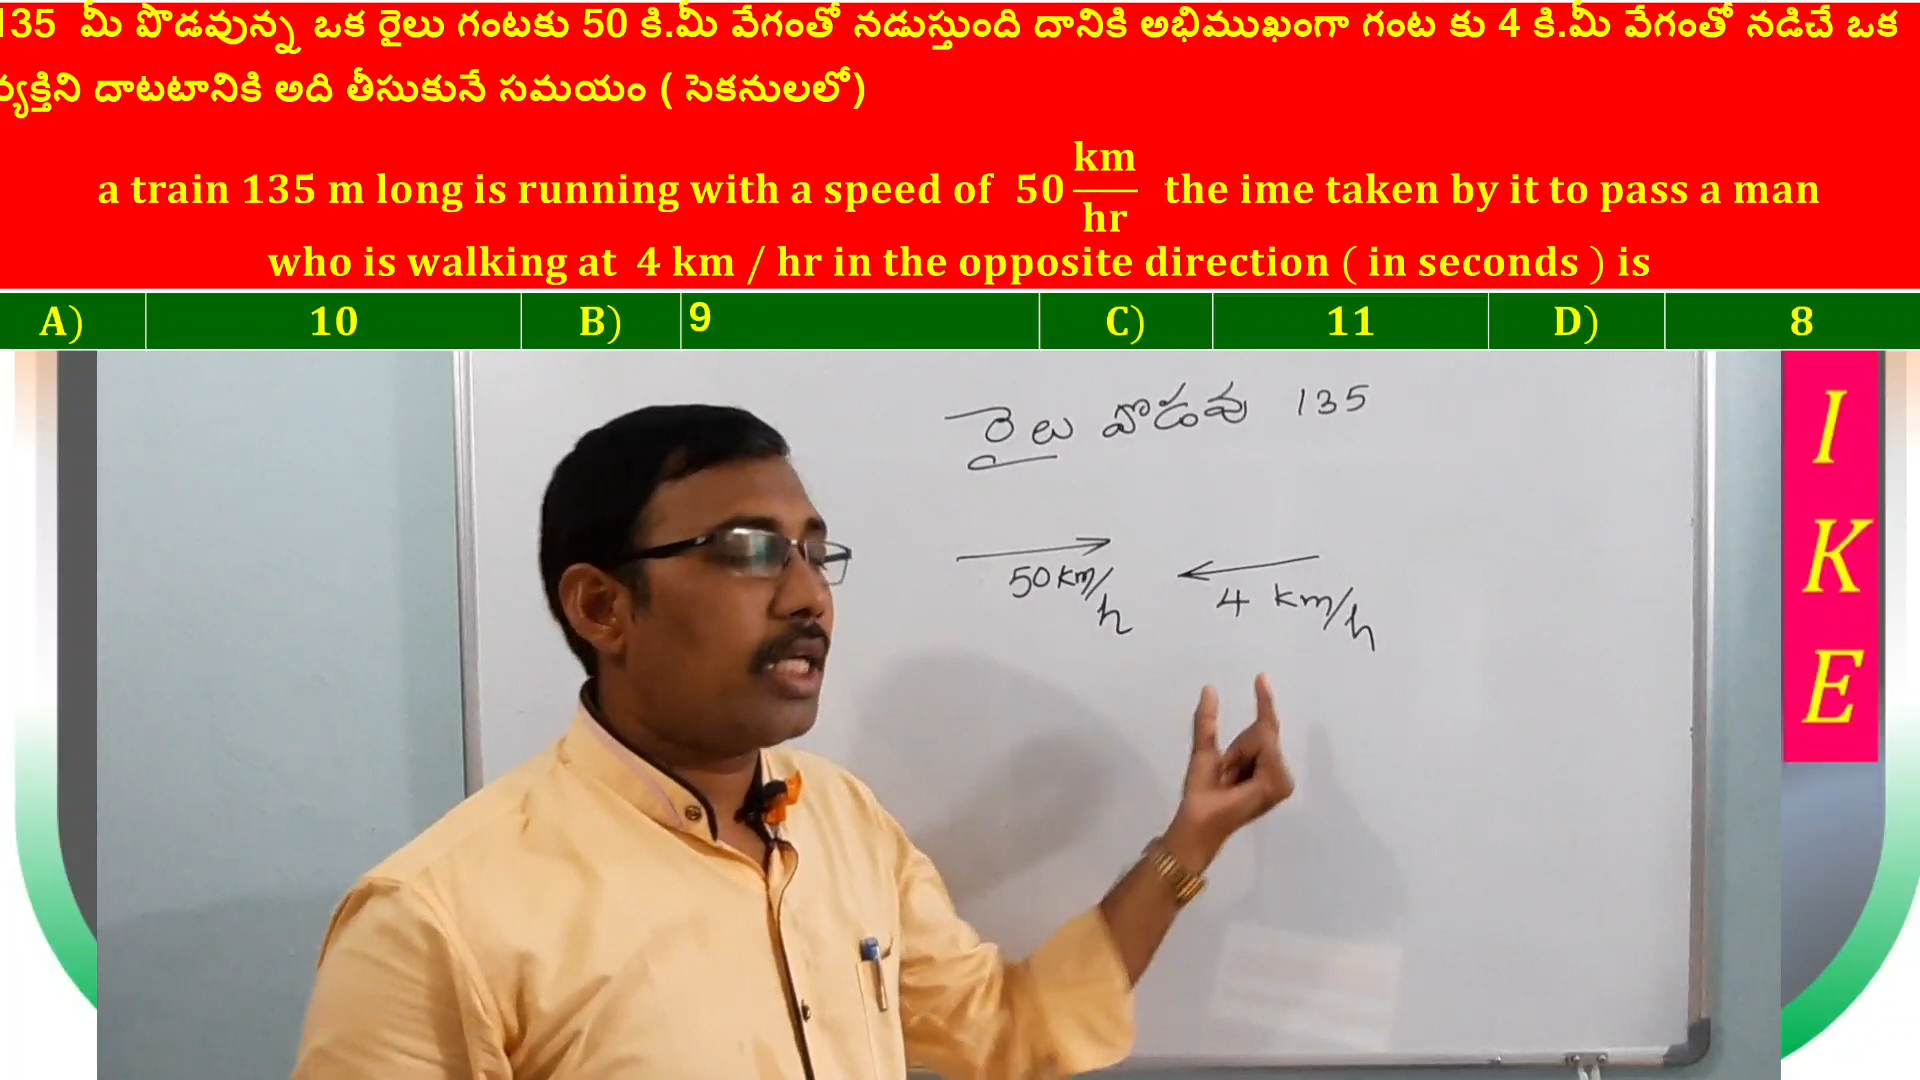 135 మీ పొడవున్న ఒక రైలు గంటకు 50 కి.మీ వేగంతో నడుస్తుంది దానికి అభిముఖంగా గంట కు 4 కి.మీ వేగంతో నడిచే ఒక
వ్యక్తిని దాటటానికి అది తీసుకునే సమయం ( సెకనులలో)
a train 135 m long is running with a speed of 50 km/hr the ime taken by it to pass a man
who is walking at 4 km / hr in the opposite direction ( in seconds ) is
A) 10 B) 9 C) 11 D) 8
రైలు పొడవు 135
50 km/h 4 km/h
I
K
E